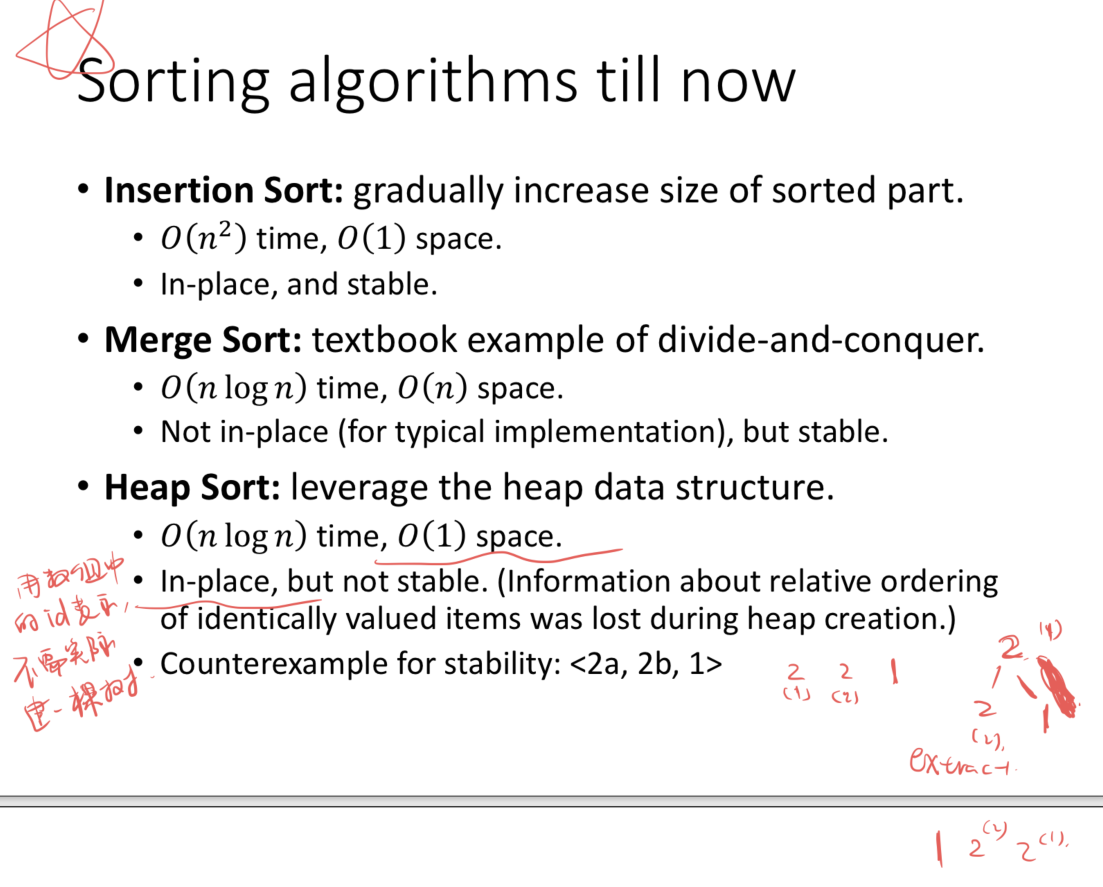 Sorting algorithms till now
• Insertion Sort: gradually increase size of sorted part.
• O(n²) time, O(1) space.
• In-place, and stable.
• Merge Sort: textbook example of divide-and-conquer.
• O(n log n) time, O(n) space.
• Not in-place (for typical implementation), but stable.
• Heap Sort: leverage the heap data structure.
• O(n log n) time, O(1) space.
• In-place, but not stable. (Information about relative ordering
of identically valued items was lost during heap creation.)
• Counterexample for stability: <2a, 2b, 1>
用数组中
的id表示,
不需实际
建一棵树.
2 2 1
(1) (2)
2 (1)
2 1
(2)
extract.
1 2(2) 2(1).